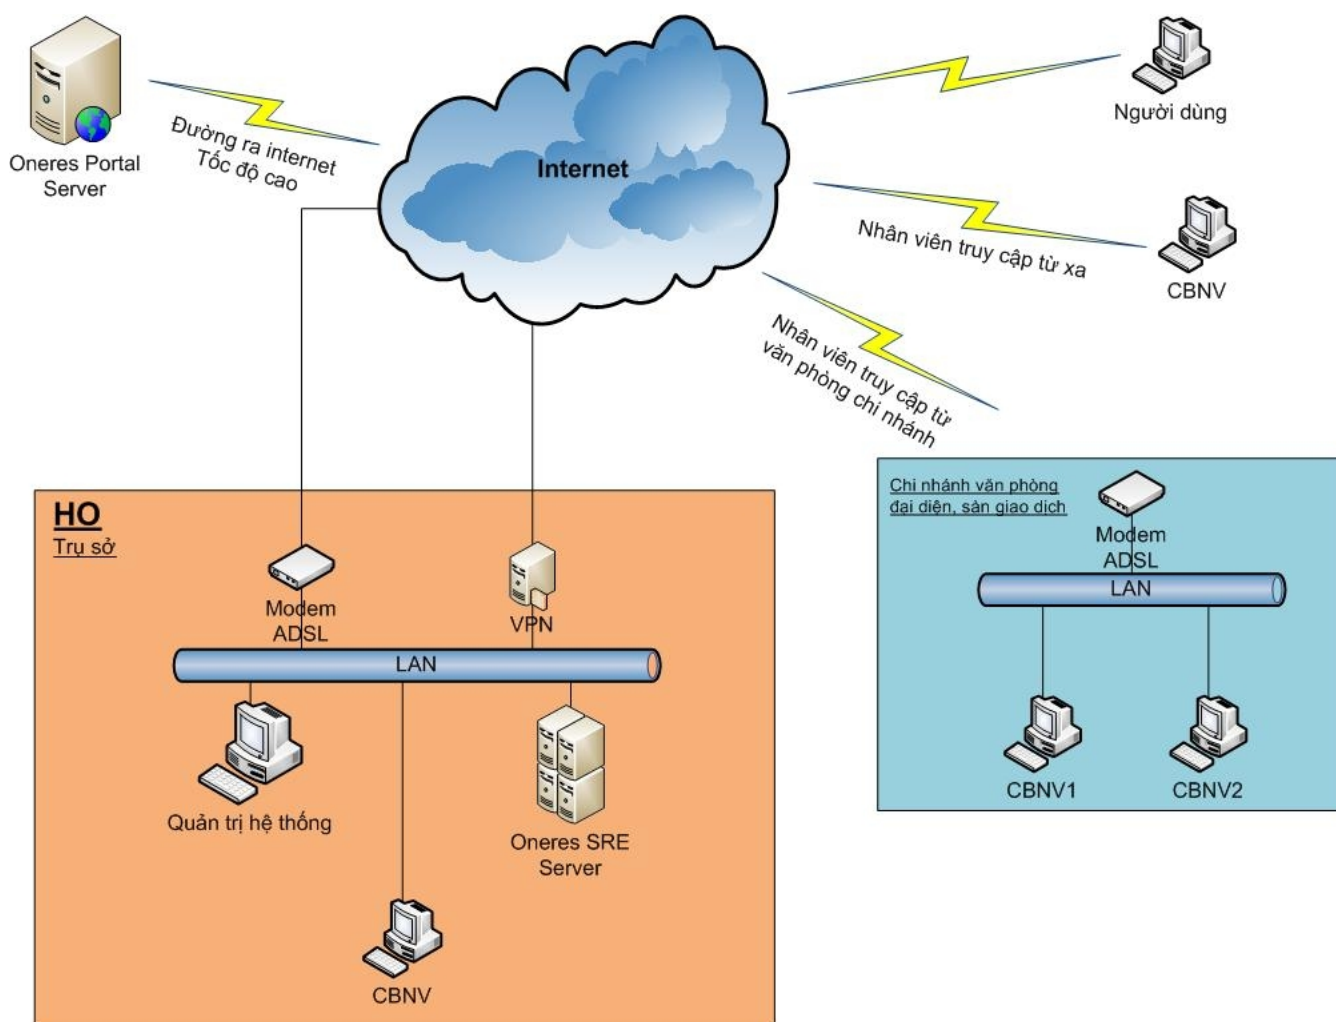 Oneres Portal
Server
Đường ra internet
Tốc độ cao
Internet
Người dùng
Nhân viên truy cập từ xa
CBNV
Nhân viên truy cập từ
văn phòng chi nhánh
HO
Trụ sở
Modem
ADSL
VPN
LAN
Quản trị hệ thống
Oneres SRE
Server
CBNV
Chi nhánh văn phòng
đại diện, sàn giao dịch
Modem
ADSL
LAN
CBNV1
CBNV2